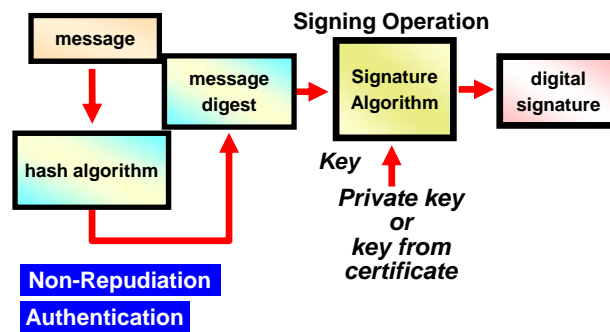 Signing Operation
message
message
digest
Signature
Algorithm
digital
signature
hash algorithm
Key
Private key
or
key from
certificate
Non-Repudiation
Authentication